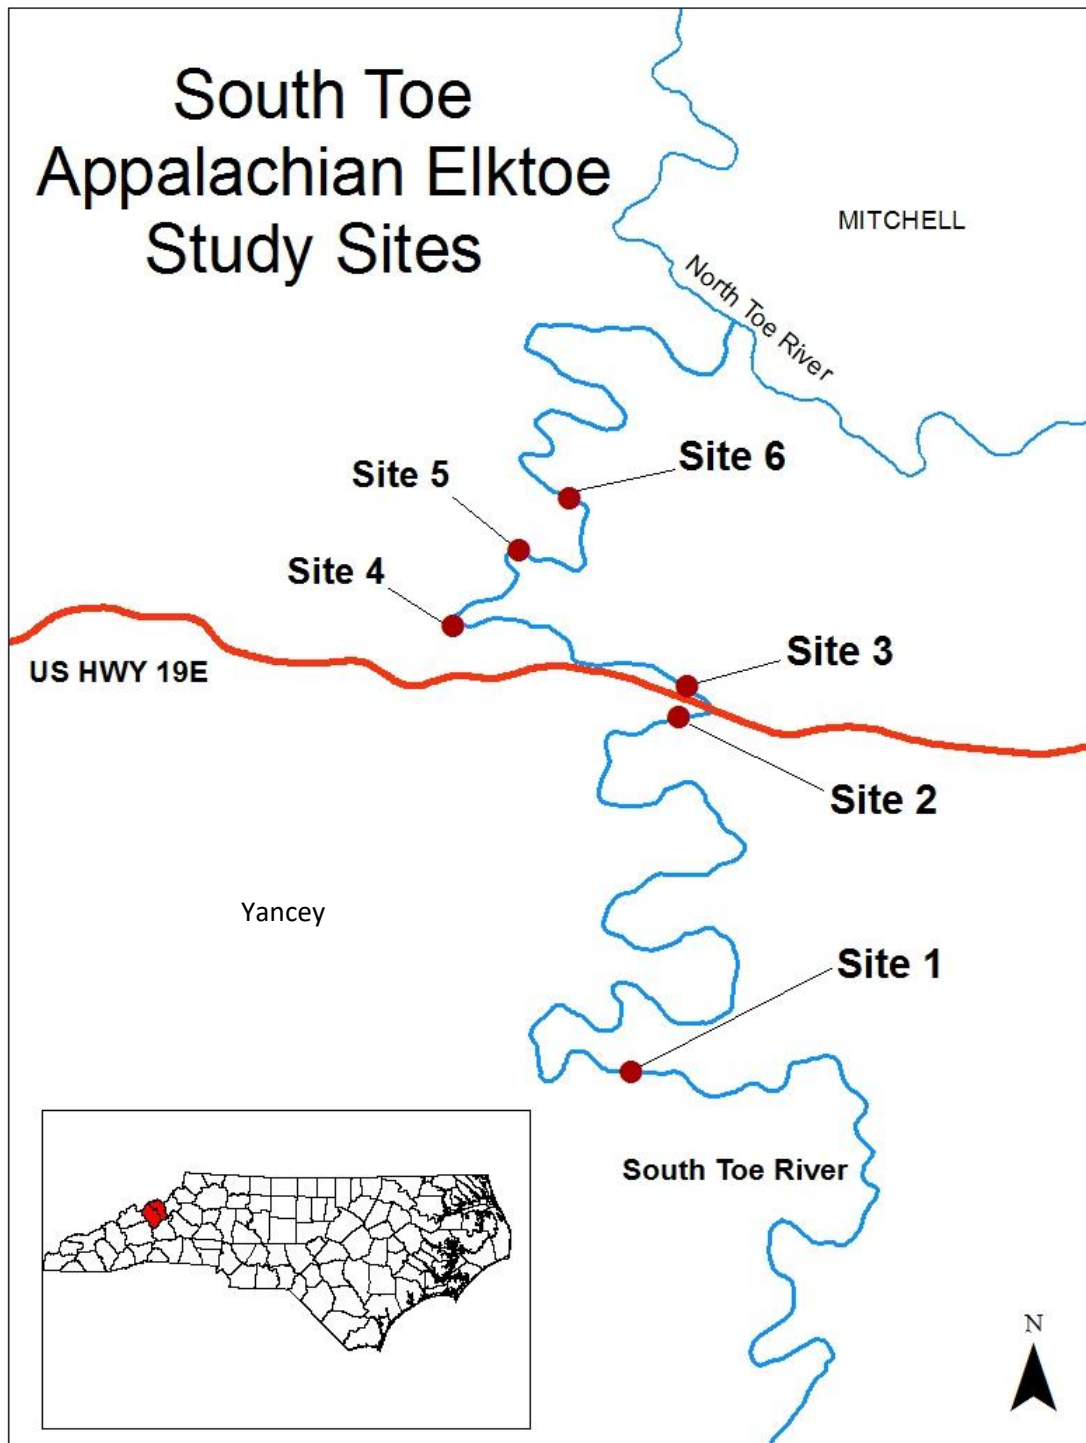 South Toe
Appalachian Elktoe
Study Sites
MITCHELL
North Toe River
Site 6
Site 5
Site 4
Site 3
US HWY 19E
Site 2
Yancey
Site 1
South Toe River
N